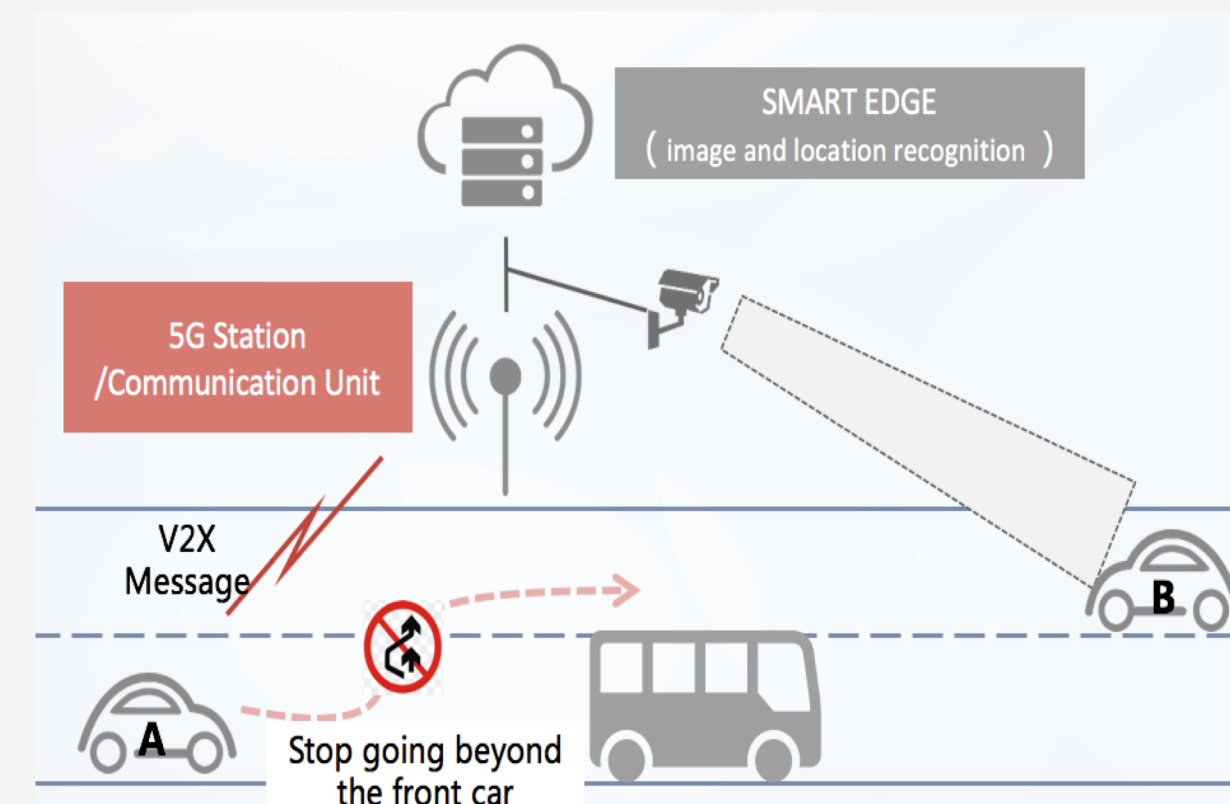 SMART EDGE
( image and location recognition )
5G Station
/Communication Unit
V2X
Message
B
A
Stop going beyond
the front car